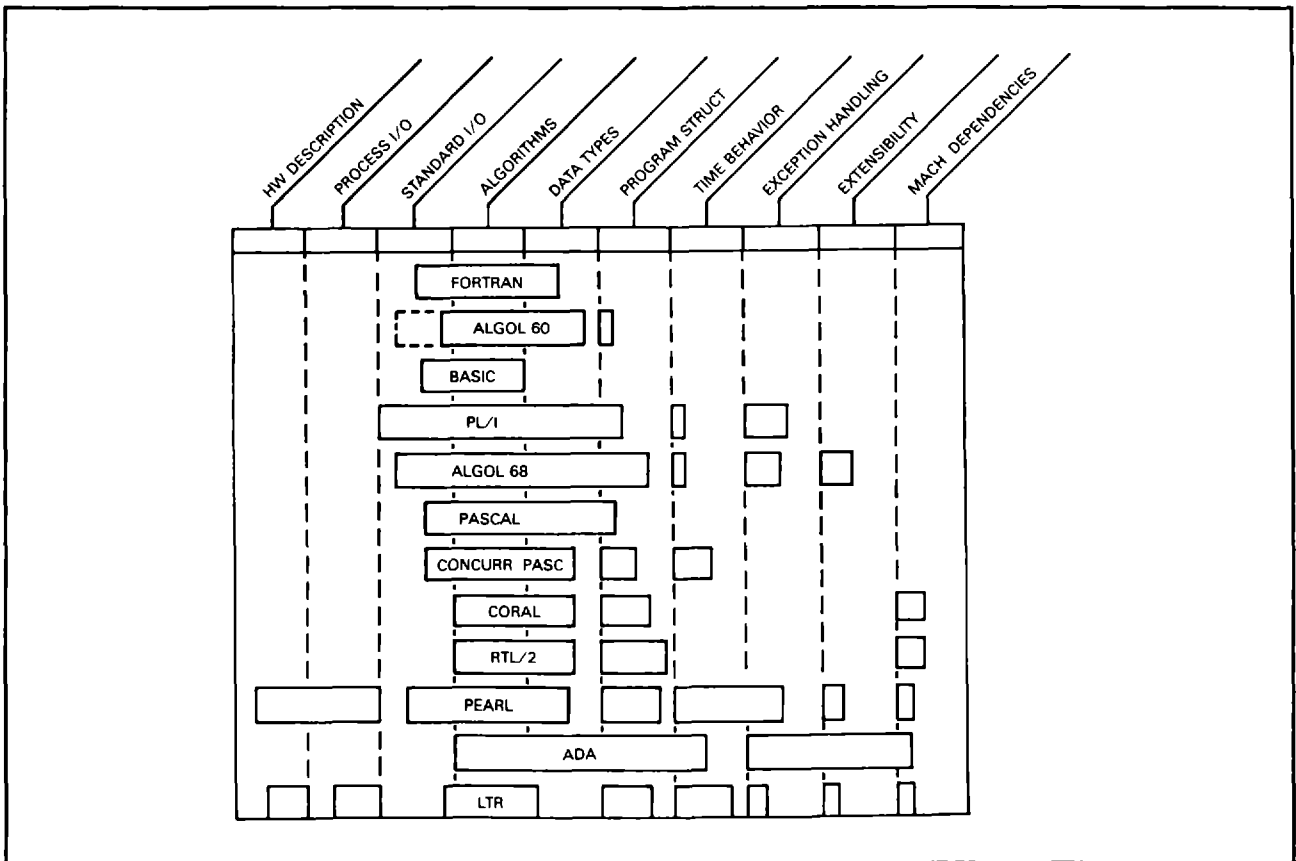 HW DESCRIPTION
PROCESS I/O
STANDARD I/O
ALGORITHMS
DATA TYPES
PROGRAM STRUCT
TIME BEHAVIOR
EXCEPTION HANDLING
EXTENSIBILITY
MACH DEPENDENCIES
FORTRAN
ALGOL 60
BASIC
PL/I
ALGOL 68
PASCAL
CONCURR PASC
CORAL
RTL/2
PEARL
ADA
LTR